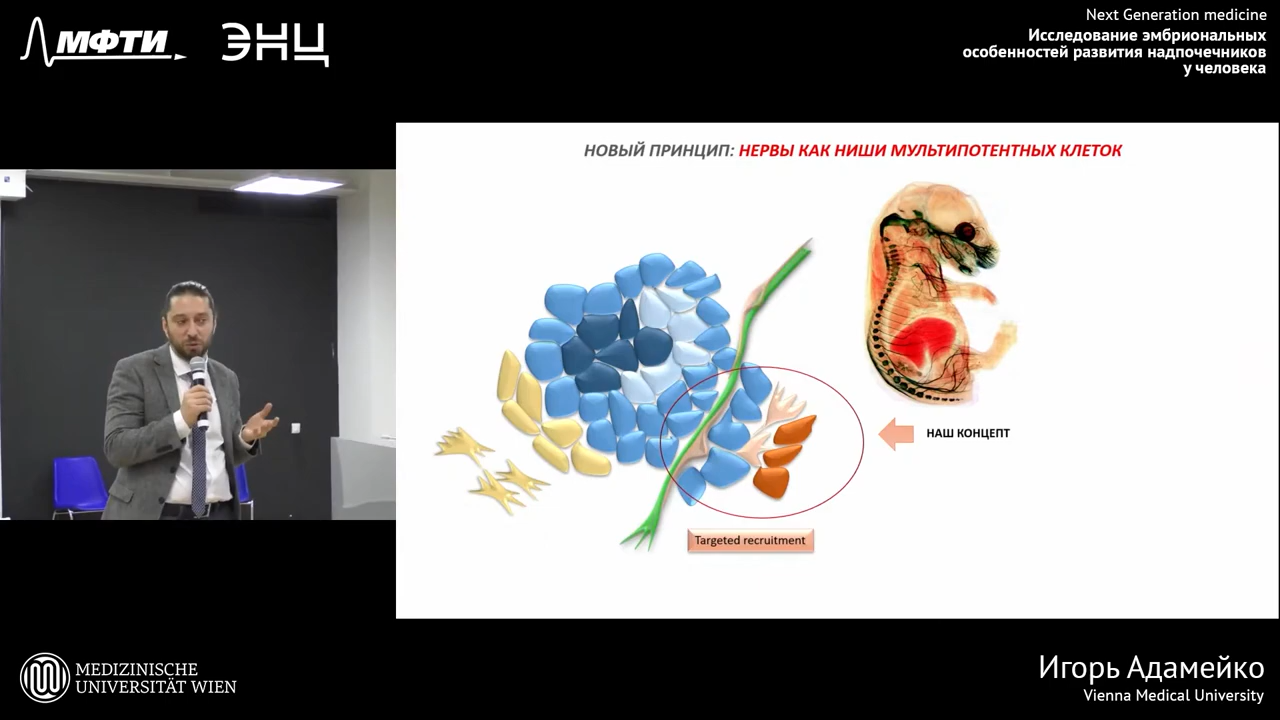 МФТИ
ЭНЦ
Next Generation medicine
Исследование эмбриональных
особенностей развития надпочечников
у человека
НОВЫЙ ПРИНЦИП: НЕРВЫ КАК НИШИ МУЛЬТИПОТЕНТНЫХ КЛЕТОК
НАШ КОНЦЕПТ
Targeted recruitment
MEDIZINISCHE
UNIVERSITÄT WIEN
Игорь Адамейко
Vienna Medical University